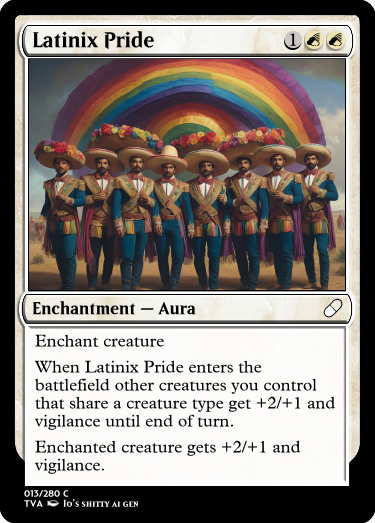 Latinix Pride 1
Enchantment — Aura
Enchant creature
When Latinix Pride enters the
battlefield other creatures you control
that share a creature type get +2/+1 and
vigilance until end of turn.
Enchanted creature gets +2/+1 and
vigilance.
013/280 C
TVA Io's SHITTY AI GEN